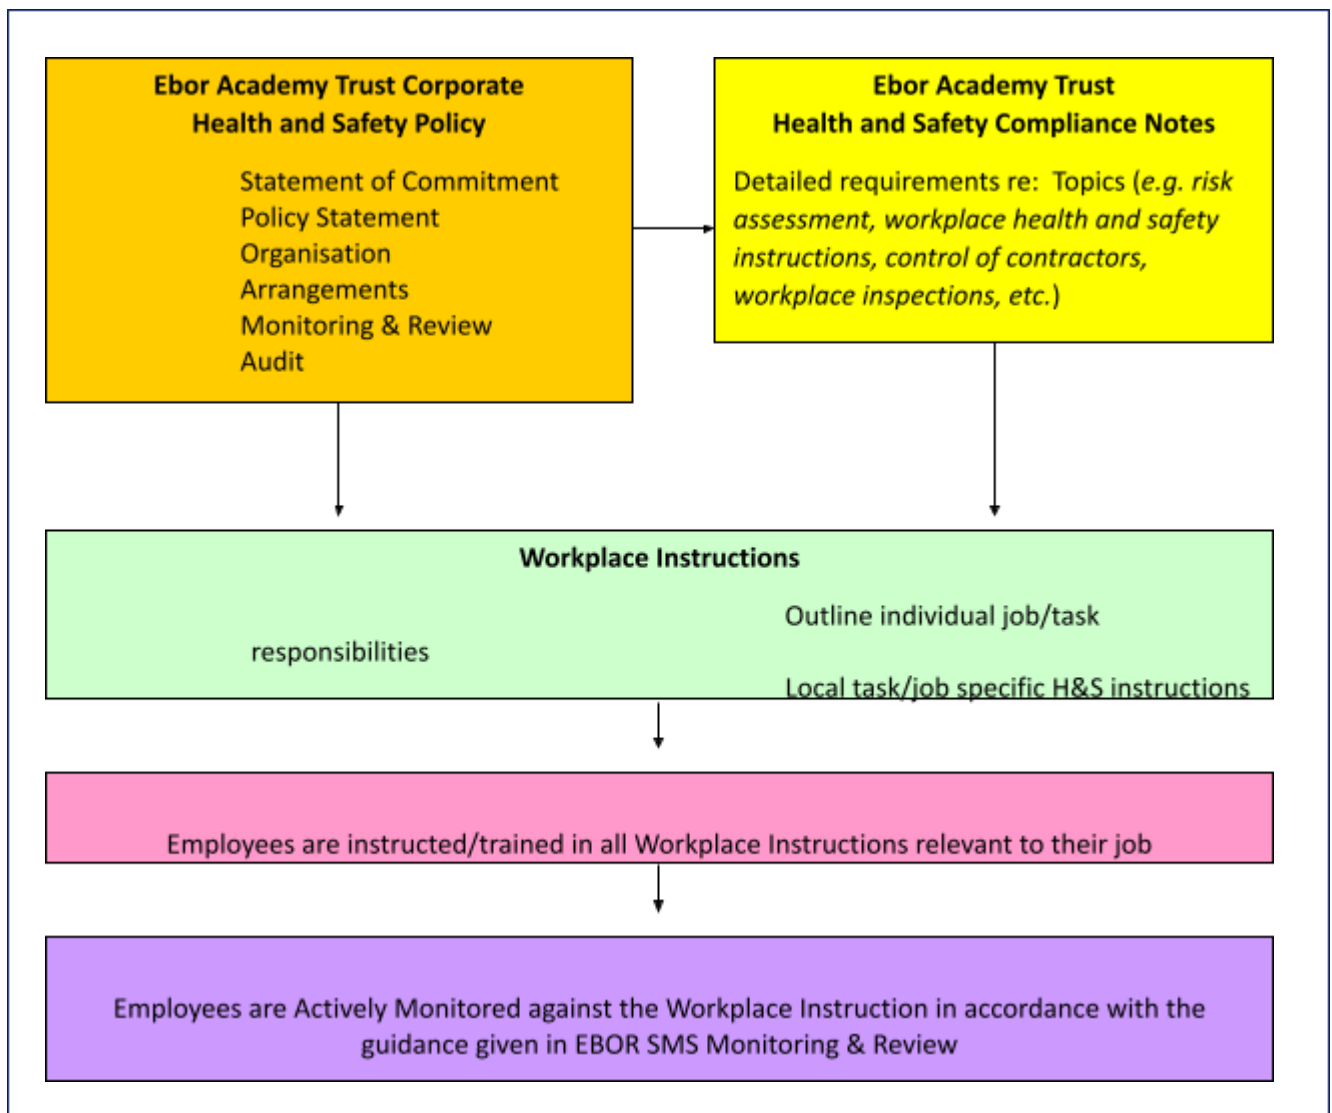 Ebor Academy Trust Corporate
Health and Safety Policy
Statement of Commitment
Policy Statement
Organisation
Arrangements
Monitoring & Review
Audit
Ebor Academy Trust
Health and Safety Compliance Notes
Detailed requirements re:  Topics (e.g. risk
assessment, workplace health and safety
instructions, control of contractors,
workplace inspections, etc.)
Workplace Instructions
Outline individual job/task
responsibilities
Local task/job specific H&S instructions
Employees are instructed/trained in all Workplace Instructions relevant to their job
Employees are Actively Monitored against the Workplace Instruction in accordance with the
guidance given in EBOR SMS Monitoring & Review